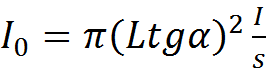 I₀ = π(Ltgα)² I/s